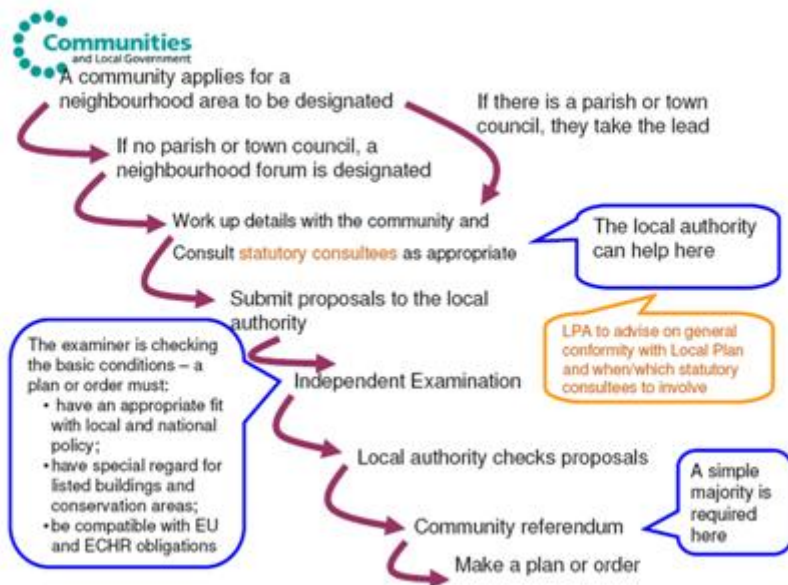 Communities
and Local Government
A community applies for a
neighbourhood area to be designated
If there is a parish or town
council, they take the lead
If no parish or town council, a
neighbourhood forum is designated
Work up details with the community and
Consult statutory consultees as appropriate
The local authority
can help here
Submit proposals to the local
authority
LPA to advise on general
conformity with Local Plan
and when/which statutory
consultees to involve
The examiner is checking
the basic conditions – a
plan or order must:
• have an appropriate fit
with local and national
policy;
• have special regard for
listed buildings and
conservation areas;
• be compatible with EU
and ECHR obligations
Independent Examination
Local authority checks proposals
A simple
majority is
required
here
Community referendum
Make a plan or order